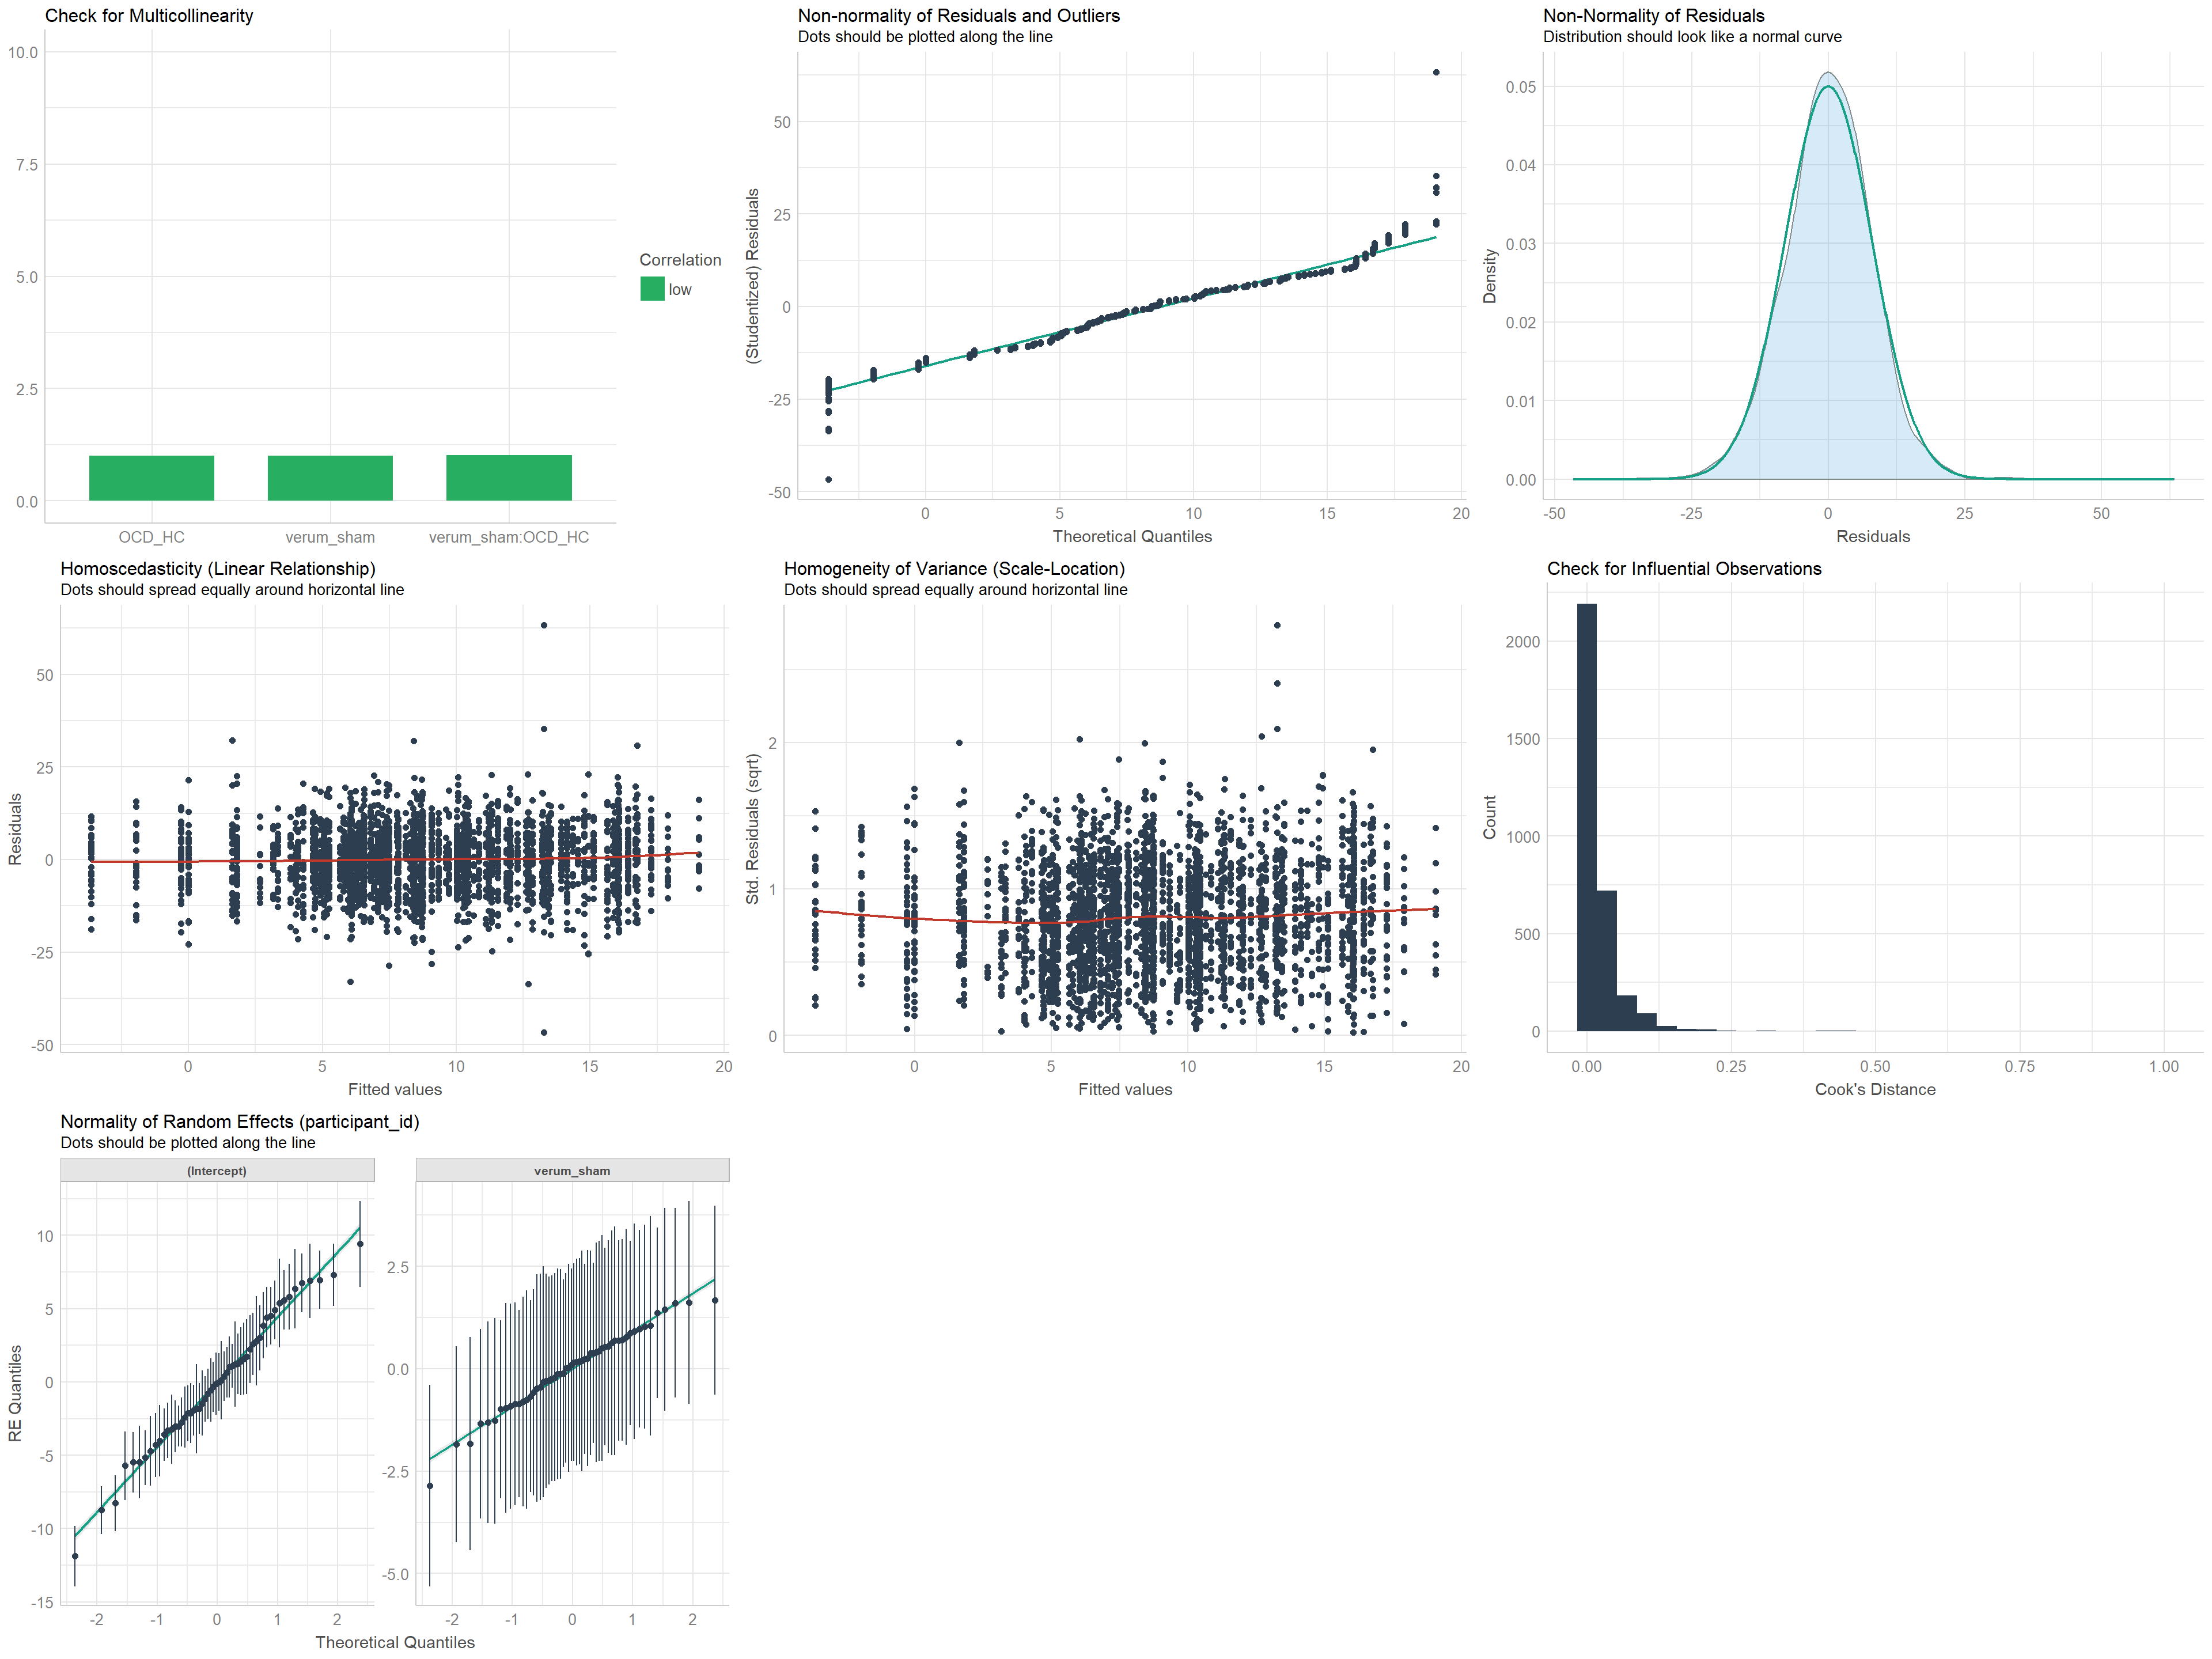 Check for Multicollinearity
10.0
7.5
5.0
2.5
0.0
OCD_HC
verum_sham
verum_sham:OCD_HC
Correlation
low
Non-normality of Residuals and Outliers
Dots should be plotted along the line
(Studentized) Residuals
50
25
0
-25
-50
0
5
10
15
20
Theoretical Quantiles
Non-Normality of Residuals
Distribution should look like a normal curve
Density
0.05
0.04
0.03
0.02
0.01
0.00
-50
-25
0
25
50
Residuals
Homoscedasticity (Linear Relationship)
Dots should spread equally around horizontal line
Residuals
50
25
0
-25
-50
0
5
10
15
20
Fitted values
Homogeneity of Variance (Scale-Location)
Dots should spread equally around horizontal line
Std. Residuals (sqrt)
2
1
0
0
5
10
15
20
Fitted values
Check for Influential Observations
Count
2000
1500
1000
500
0
0.00
0.25
0.50
0.75
1.00
Cook's Distance
Normality of Random Effects (participant_id)
Dots should be plotted along the line
(Intercept)
verum_sham
RE Quantiles
10
5
0
-5
-10
-15
-2
-1
0
1
2
2.5
0.0
-2.5
-5.0
-2
-1
0
1
2
Theoretical Quantiles